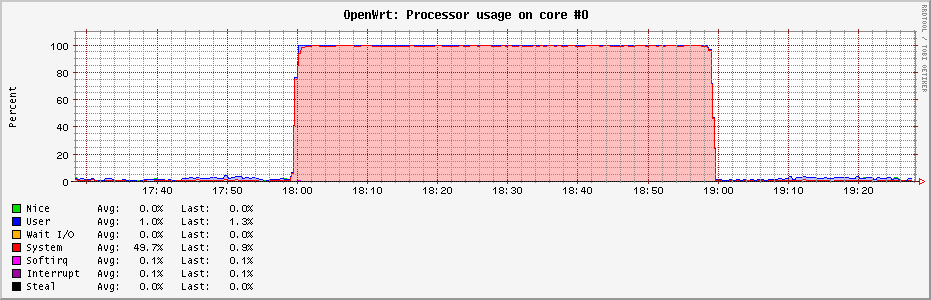 OpenWrt: Processor usage on core #0
RRDTOOL / TOBI OETIKER
Percent
100
80
60
40
20
0
17:40 17:50 18:00 18:10 18:20 18:30 18:40 18:50 19:00 19:10 19:20
Nice Avg: 0.0% Last: 0.0%
User Avg: 1.0% Last: 1.3%
Wait I/O Avg: 0.0% Last: 0.0%
System Avg: 49.7% Last: 0.9%
Softirq Avg: 0.1% Last: 0.1%
Interrupt Avg: 0.1% Last: 0.1%
Steal Avg: 0.0% Last: 0.0%